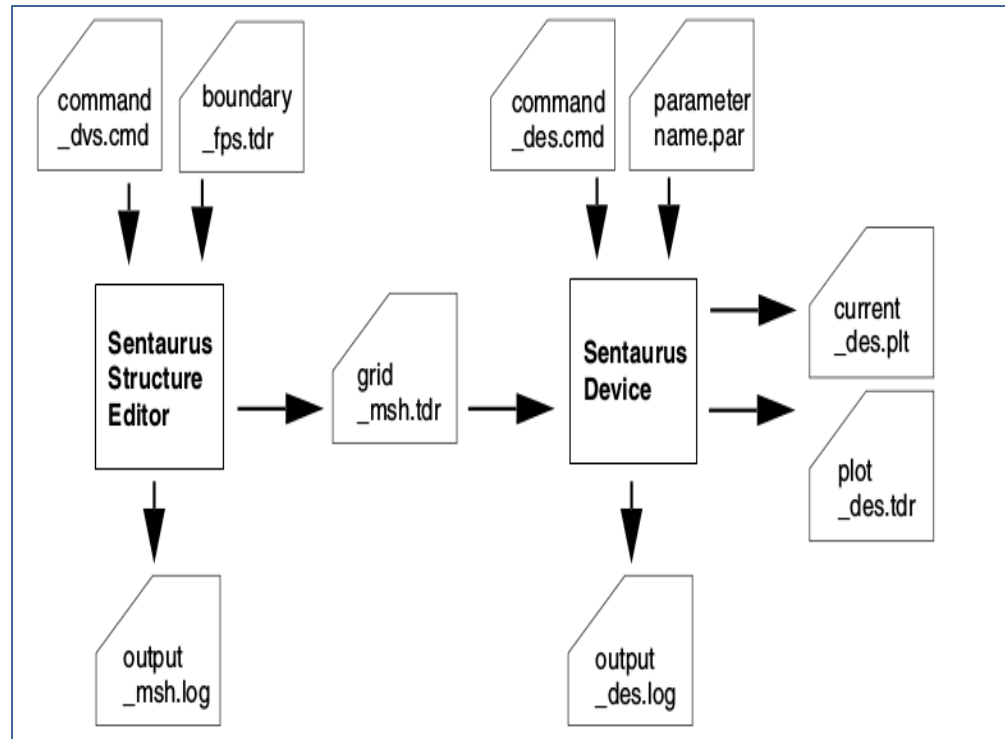 command
_dvs.cmd
boundary
_fps.tdr
command
_des.cmd
parameter
name.par
Sentaurus
Structure
Editor
grid
_msh.tdr
Sentaurus
Device
current
_des.plt
plot
_des.tdr
output
_msh.log
output
_des.log